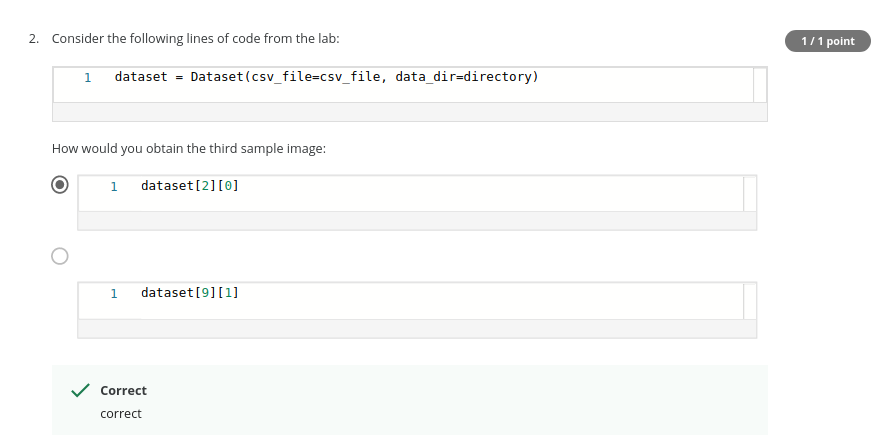 2. Consider the following lines of code from the lab:
1 / 1 point
1 dataset = Dataset(csv_file=csv_file, data_dir=directory)
How would you obtain the third sample image:
1 dataset[2][0]
1 dataset[9][1]
Correct
correct